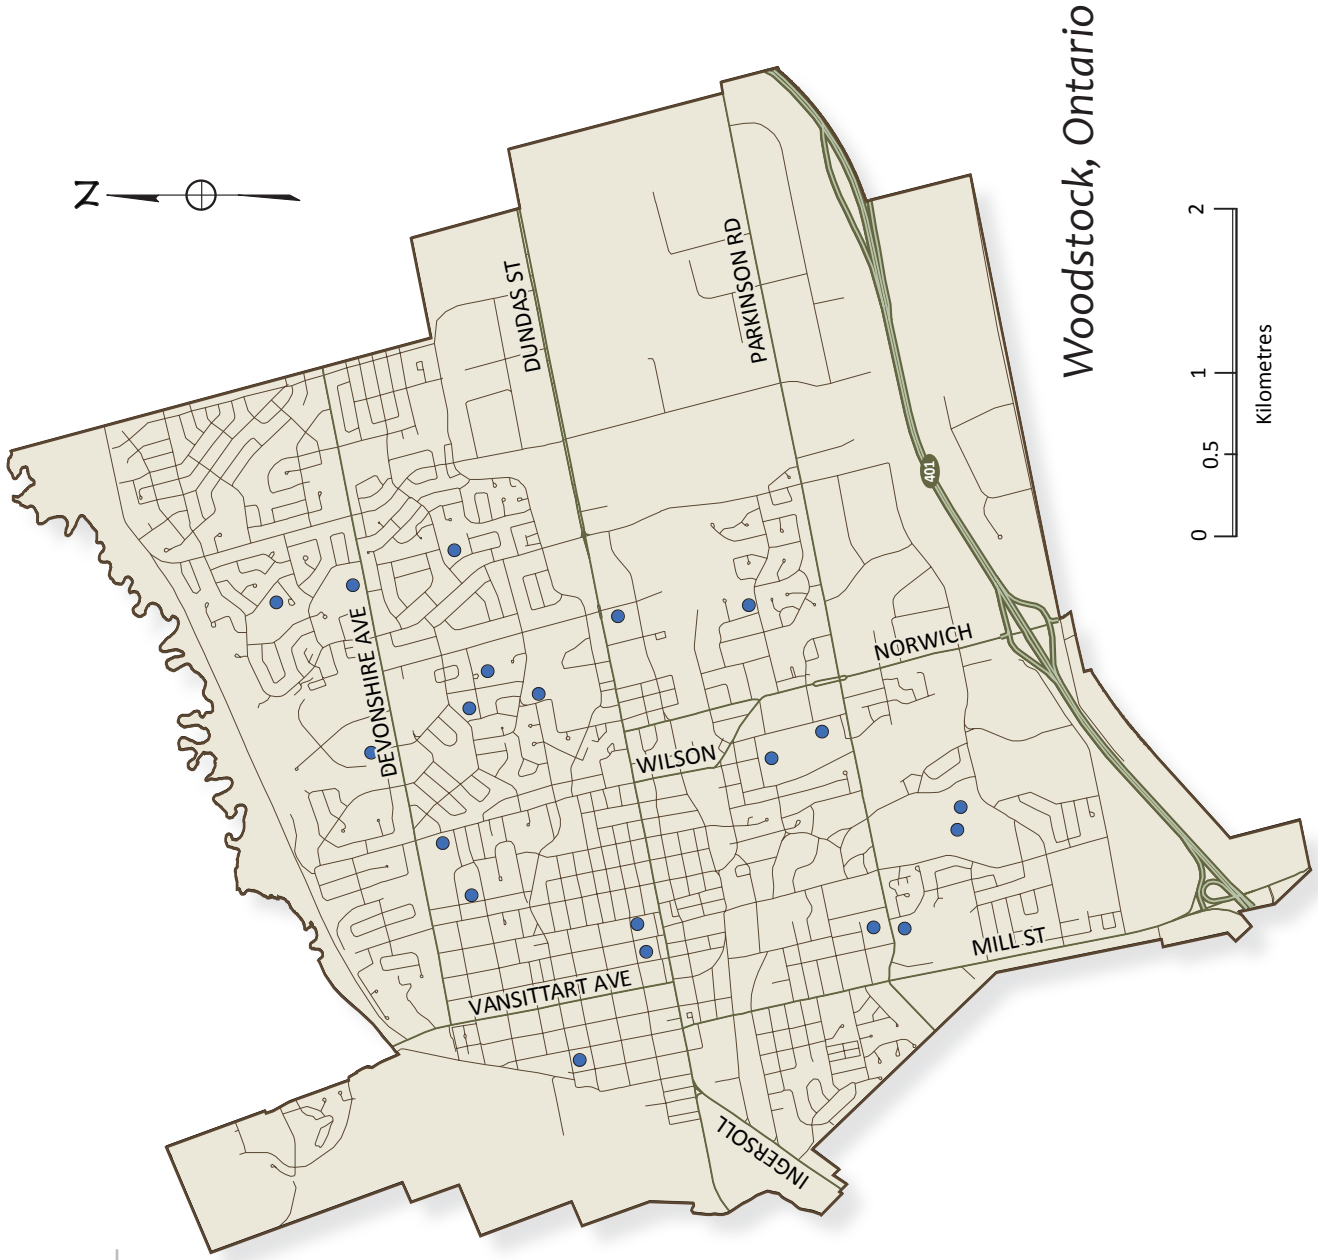 N
Woodstock, Ontario
DUNDAS ST
PARKINSON RD
DEVONSHIRE AVE
401
NORWICH
WILSON
VANSITTART AVE
MILL ST
INGERSOLL
0 0.5 1 2
Kilometres